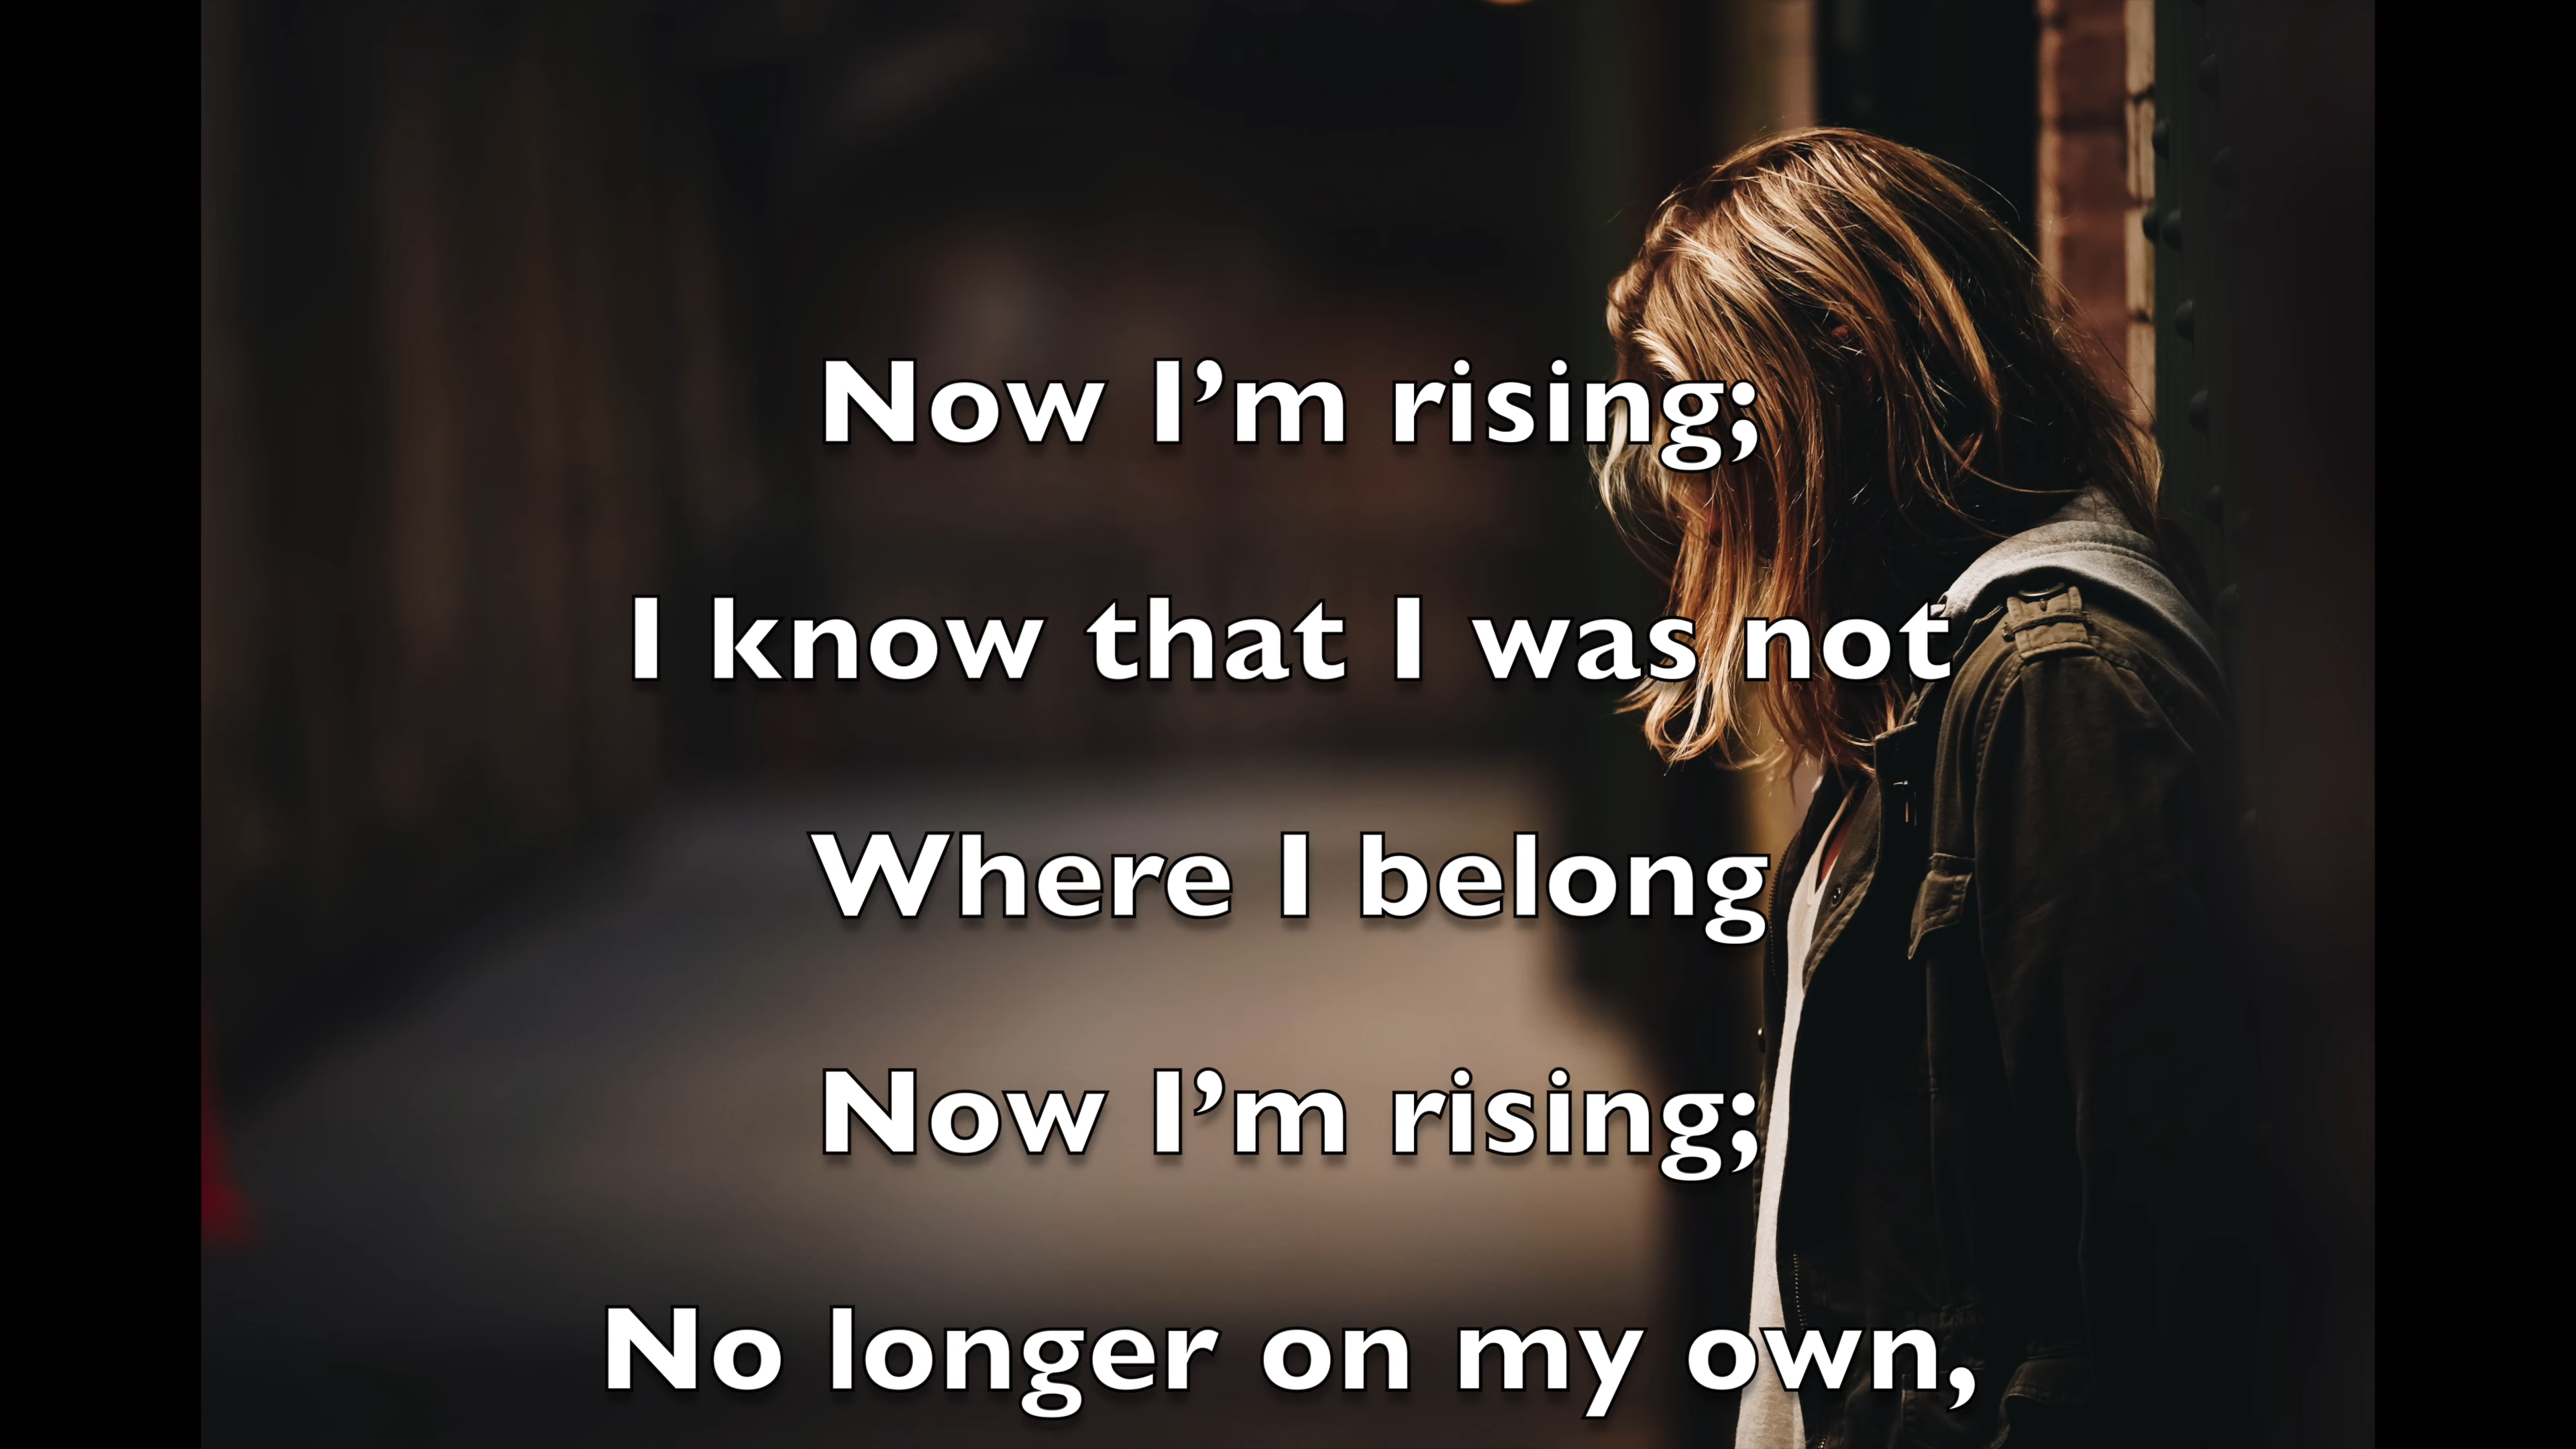 Now I’m rising;
I know that I was not
Where I belong
Now I’m rising;
No longer on my own,